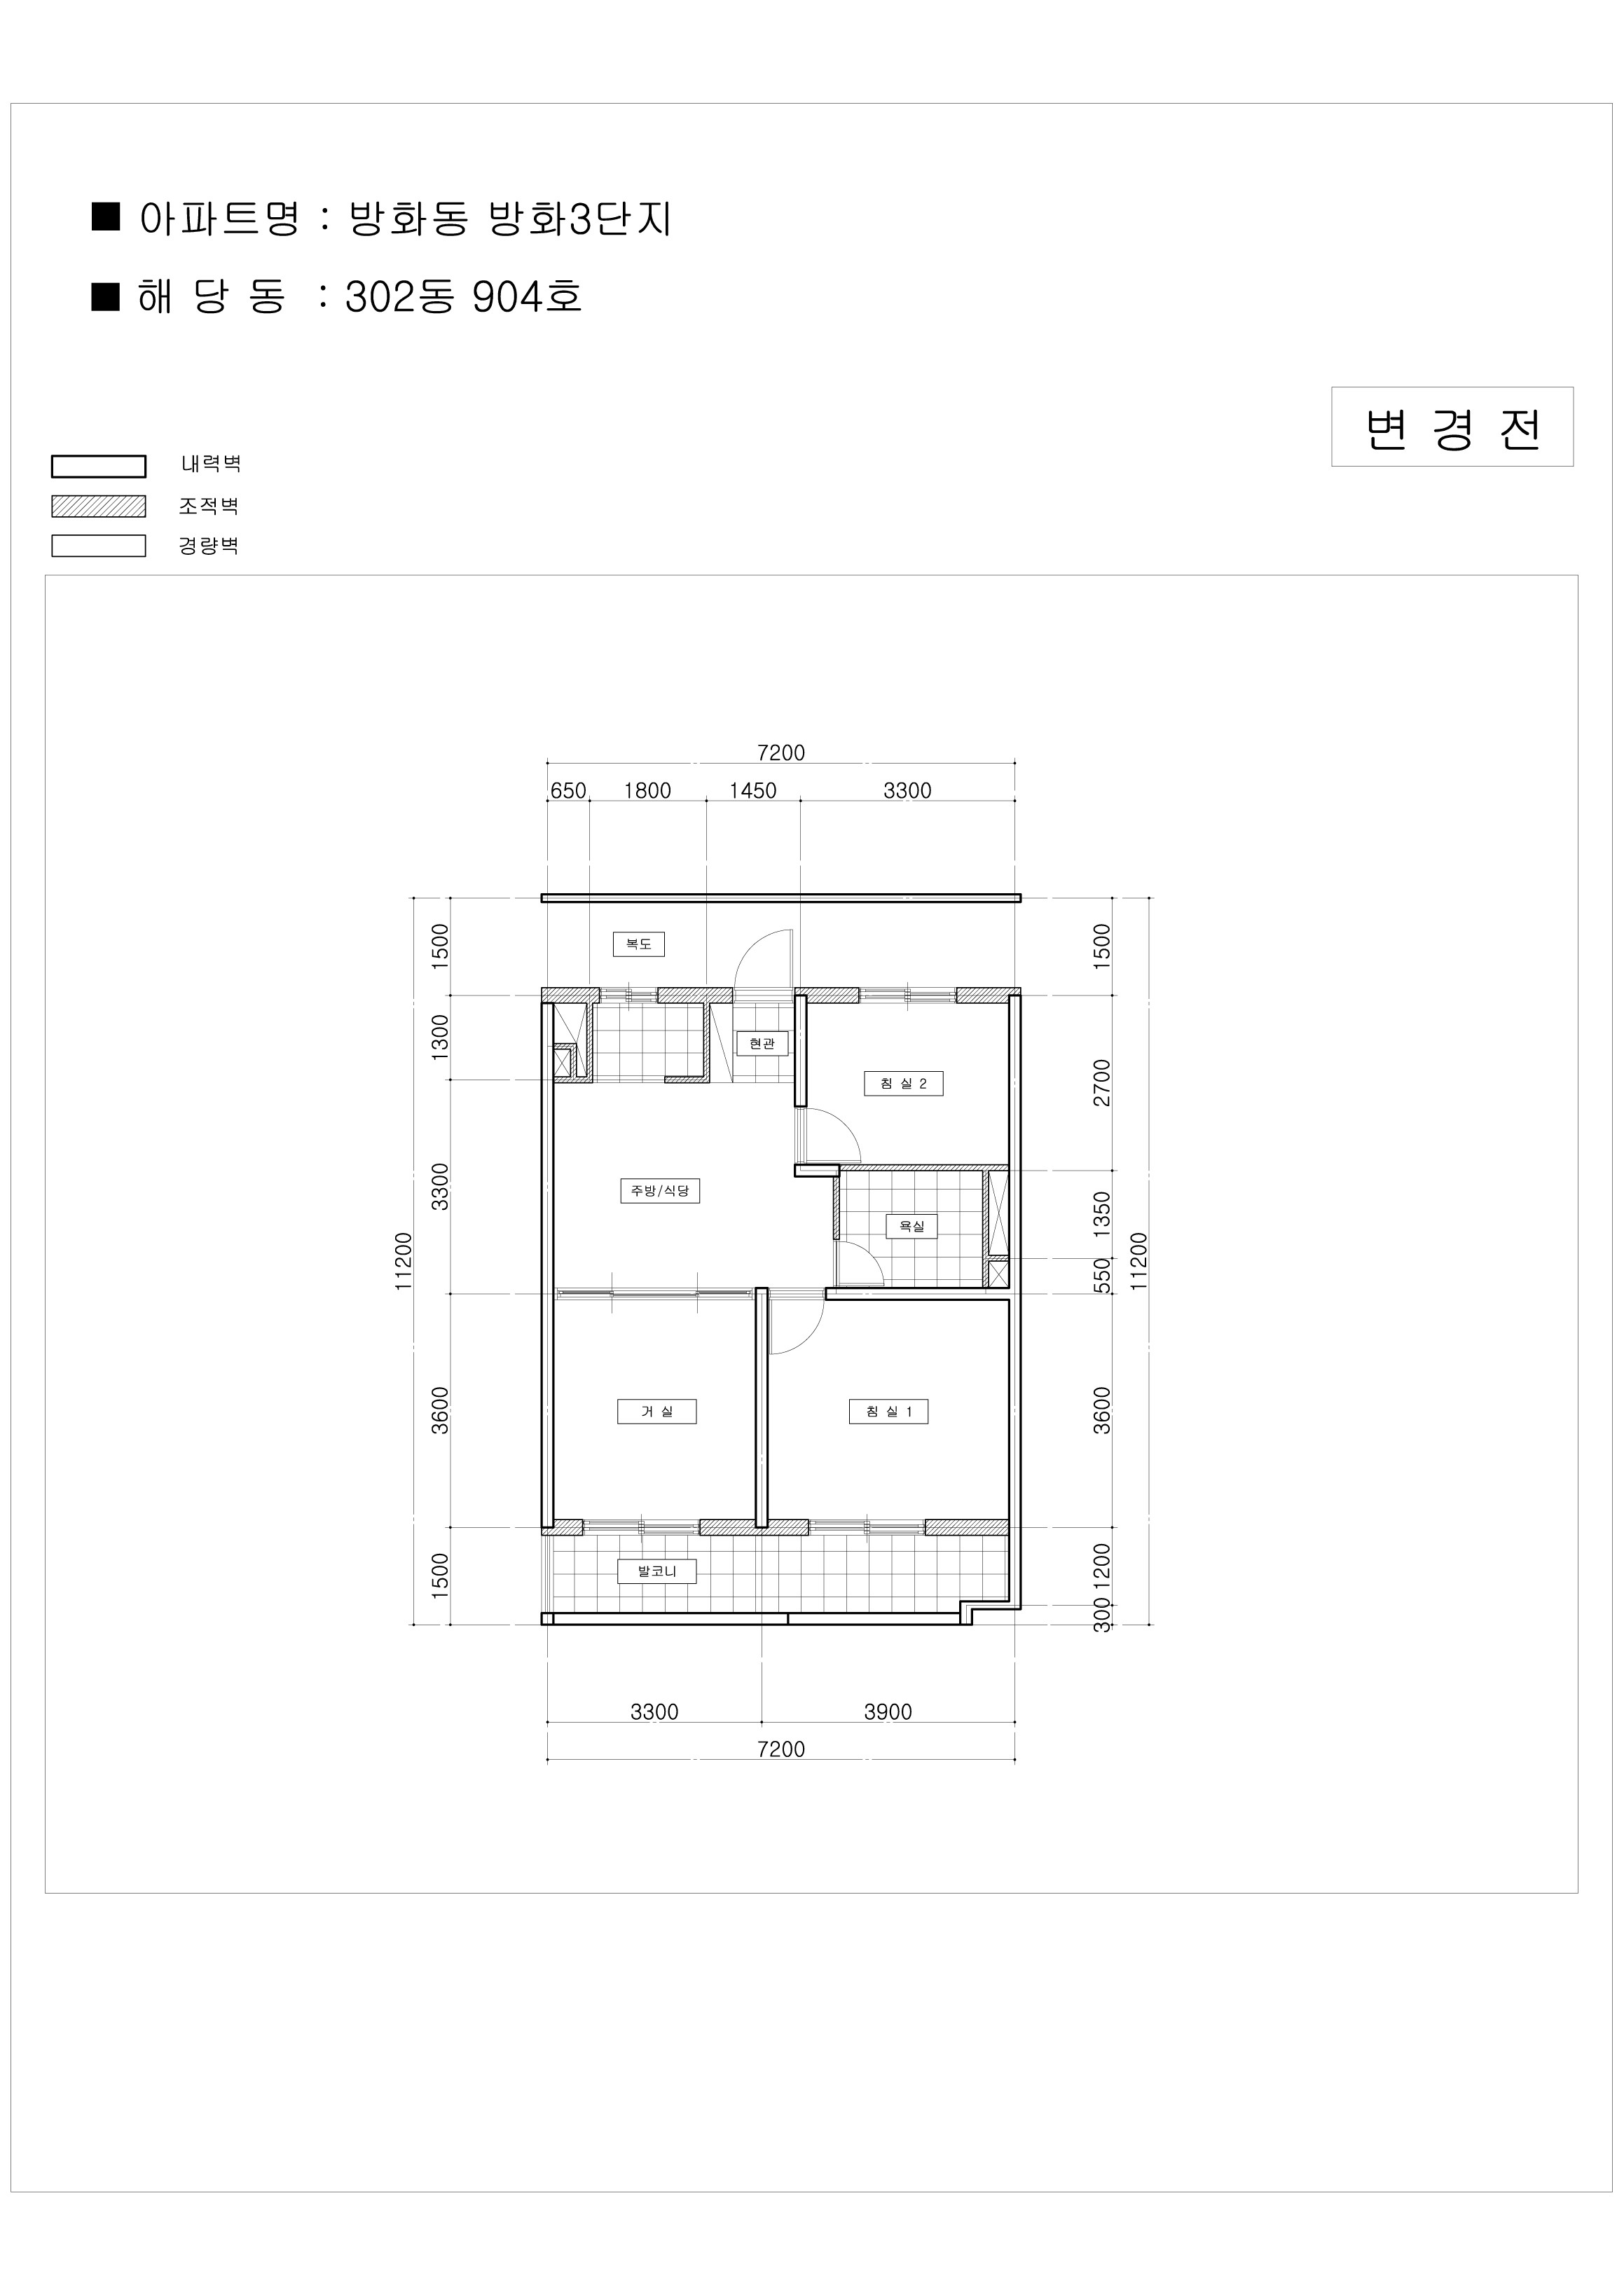 ■ 아파트명 : 방화동 방화3단지
■ 해 당 동 : 302동 904호
변 경 전
내력벽
조적벽
경량벽
7200
650 1800 1450 3300
1500
1300
3300
3600
1500
11200
복도
현관
침 실 2
주방/식당
욕실
거 실
침 실 1
발코니
1500
2700
1350
550
3600
1200
300
11200
3300 3900
7200